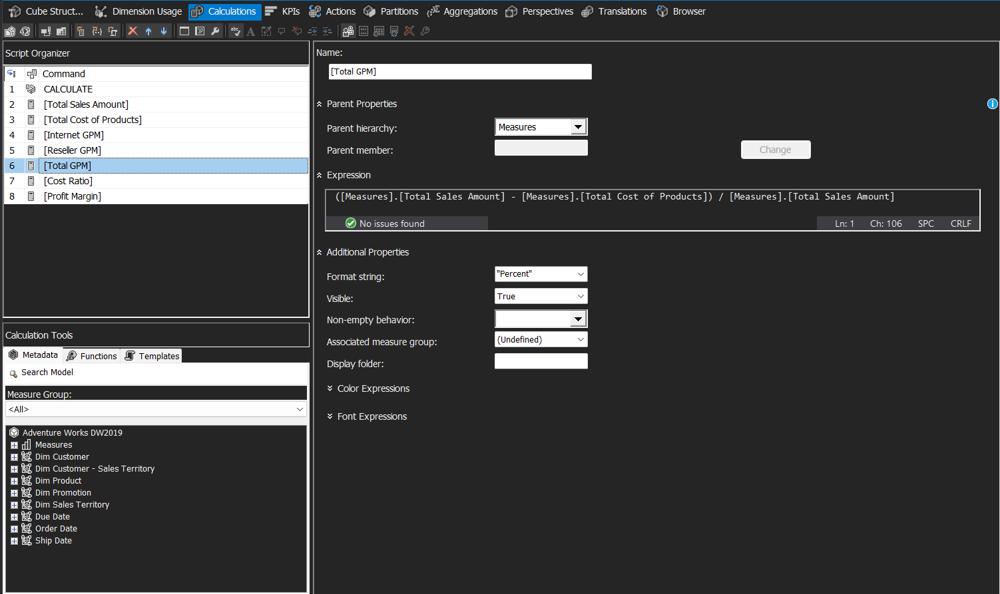 Cube Struct... Dimension Usage Calculations KPIs Actions Partitions Aggregations Perspectives Translations Browser
Script Organizer
Command
1 CALCULATE
2 [Total Sales Amount]
3 [Total Cost of Products]
4 [Internet GPM]
5 [Reseller GPM]
6 [Total GPM]
7 [Cost Ratio]
8 [Profit Margin]
Calculation Tools
Metadata Functions Templates
Search Model
Measure Group:
<All>
Adventure Works DW2019
Measures
Dim Customer
Dim Customer - Sales Territory
Dim Product
Dim Promotion
Dim Sales Territory
Due Date
Order Date
Ship Date
Name:
[Total GPM]
Parent Properties
Parent hierarchy: Measures
Parent member: Change
Expression
([Measures].[Total Sales Amount] - [Measures].[Total Cost of Products]) / [Measures].[Total Sales Amount]
No issues found Ln: 1 Ch: 106 SPC CRLF
Additional Properties
Format string: "Percent"
Visible: True
Non-empty behavior:
Associated measure group: (Undefined)
Display folder:
Color Expressions
Font Expressions